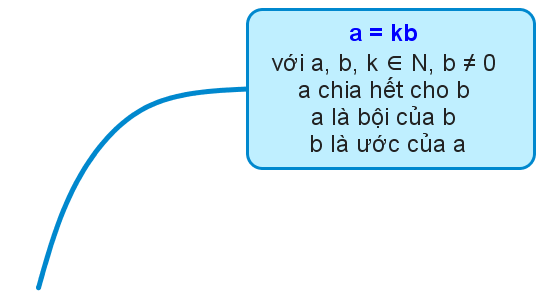 a = kb
với a, b, k ∈ N, b ≠ 0
a chia hết cho b
a là bội của b
b là ước của a